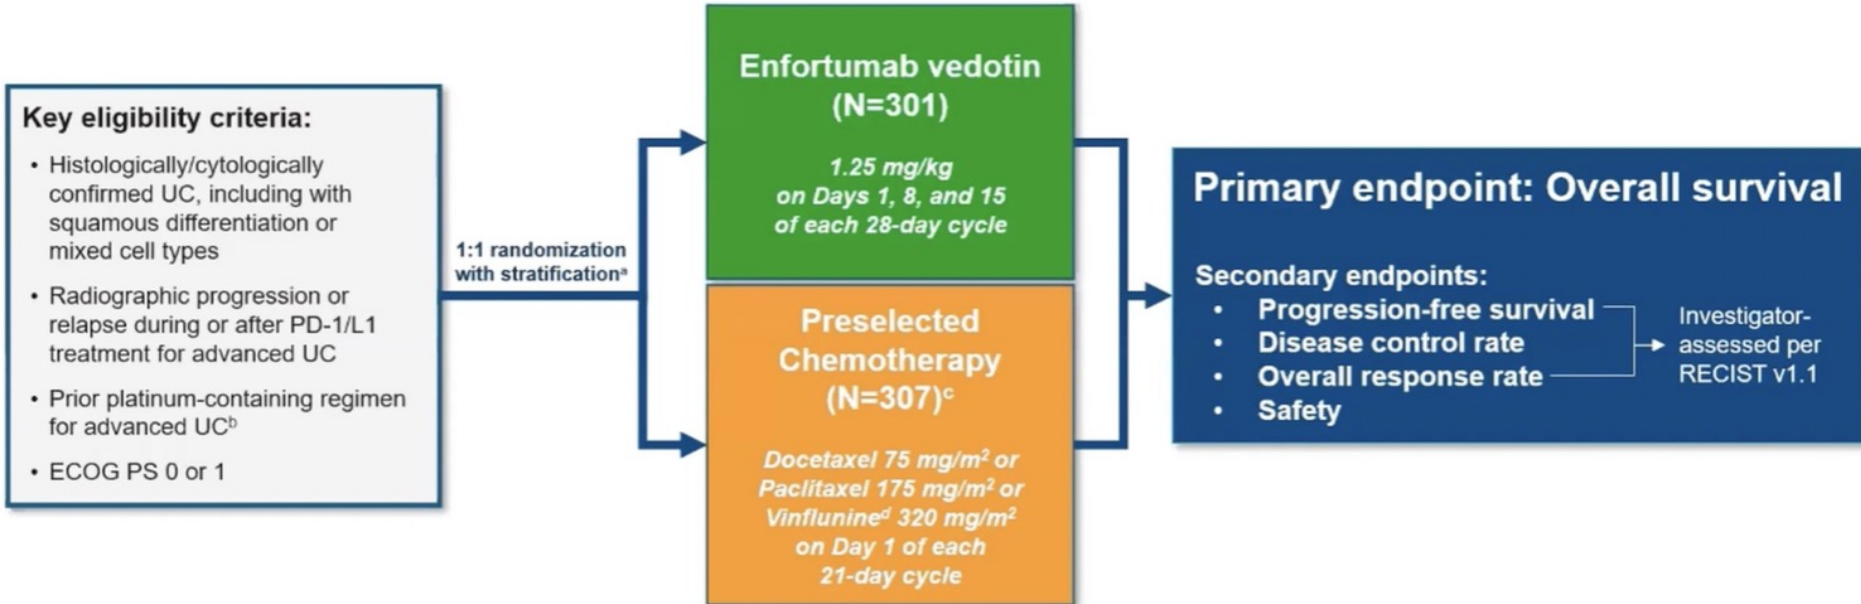 Key eligibility criteria:
• Histologically/cytologically
confirmed UC, including with
squamous differentiation or
mixed cell types
• Radiographic progression or
relapse during or after PD-1/L1
treatment for advanced UC
• Prior platinum-containing regimen
for advanced UCᵇ
• ECOG PS 0 or 1
1:1 randomization
with stratificationᵃ
Enfortumab vedotin
(N=301)
1.25 mg/kg
on Days 1, 8, and 15
of each 28-day cycle
Preselected
Chemotherapy
(N=307)ᶜ
Docetaxel 75 mg/m² or
Paclitaxel 175 mg/m² or
Vinflunineᵈ 320 mg/m²
on Day 1 of each
21-day cycle
Primary endpoint: Overall survival
Secondary endpoints:
• Progression-free survival
• Disease control rate
• Overall response rate
• Safety
Investigator-
assessed per
RECIST v1.1